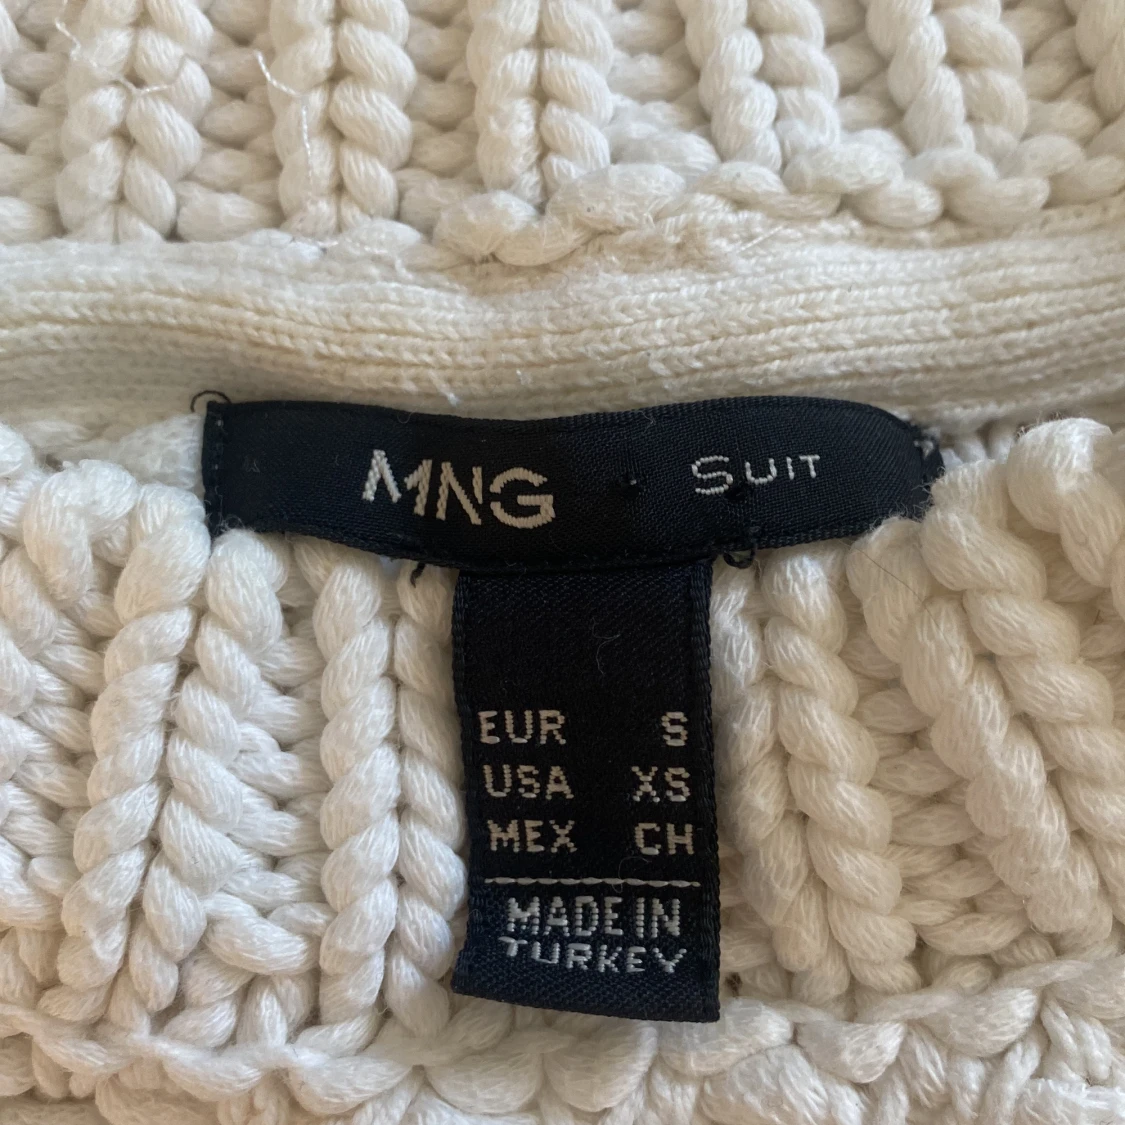 MNG SUIT
EUR S
USA XS
MEX CH
MADE IN
TURKEY